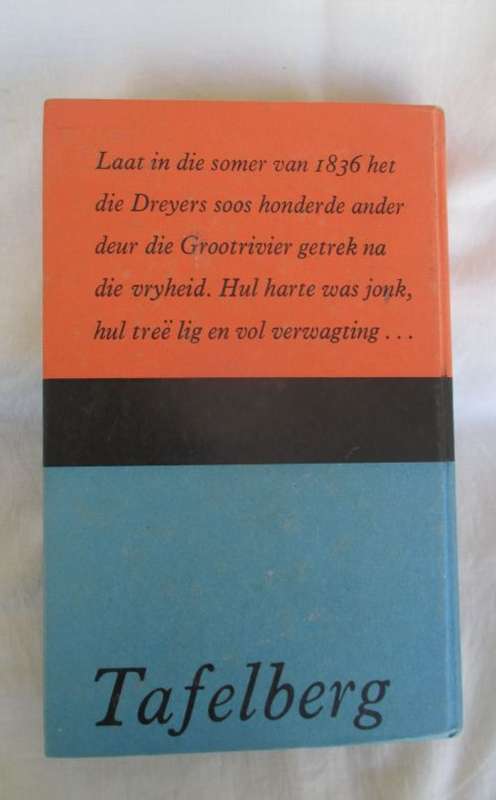 Laat in die somer van 1836 het
die Dreyers soos honderde ander
deur die Grootrivier getrek na
die vryheid. Hul harte was jonk,
hul treë lig en vol verwagting ...
Tafelberg